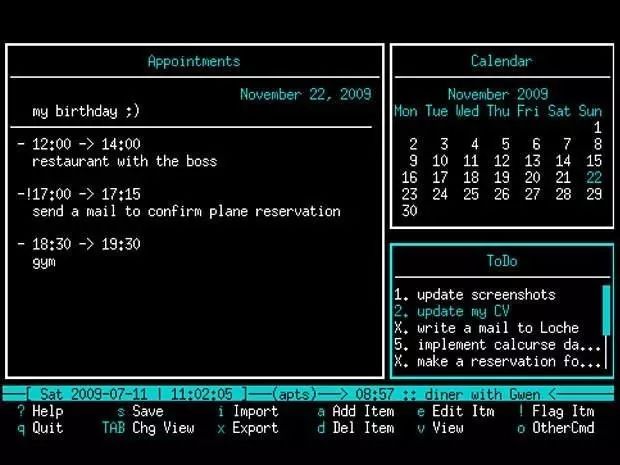 Appointments
November 22, 2009
my birthday ;)
- 12:00 -> 14:00
restaurant with the boss
-!17:00 -> 17:15
send a mail to confirm plane reservation
- 18:30 -> 19:30
gym
Calendar
November 2009
Mon Tue Wed Thu Fri Sat Sun
1
2 3 4 5 6 7 8
9 10 11 12 13 14 15
16 17 18 19 20 21 22
23 24 25 26 27 28 29
30
ToDo
1. update screenshots
2. update my CV
X. write a mail to Loche
5. implement calcurse da...
X. make a reservation fo...
[ Sat 2009-07-11 | 11:02:05 ]──(apts)──> 08:57 :: diner with Gwen <
? Help s Save i Import a Add Item e Edit Itm ! Flag Itm
q Quit TAB Chg View x Export d Del Item v View o OtherCmd